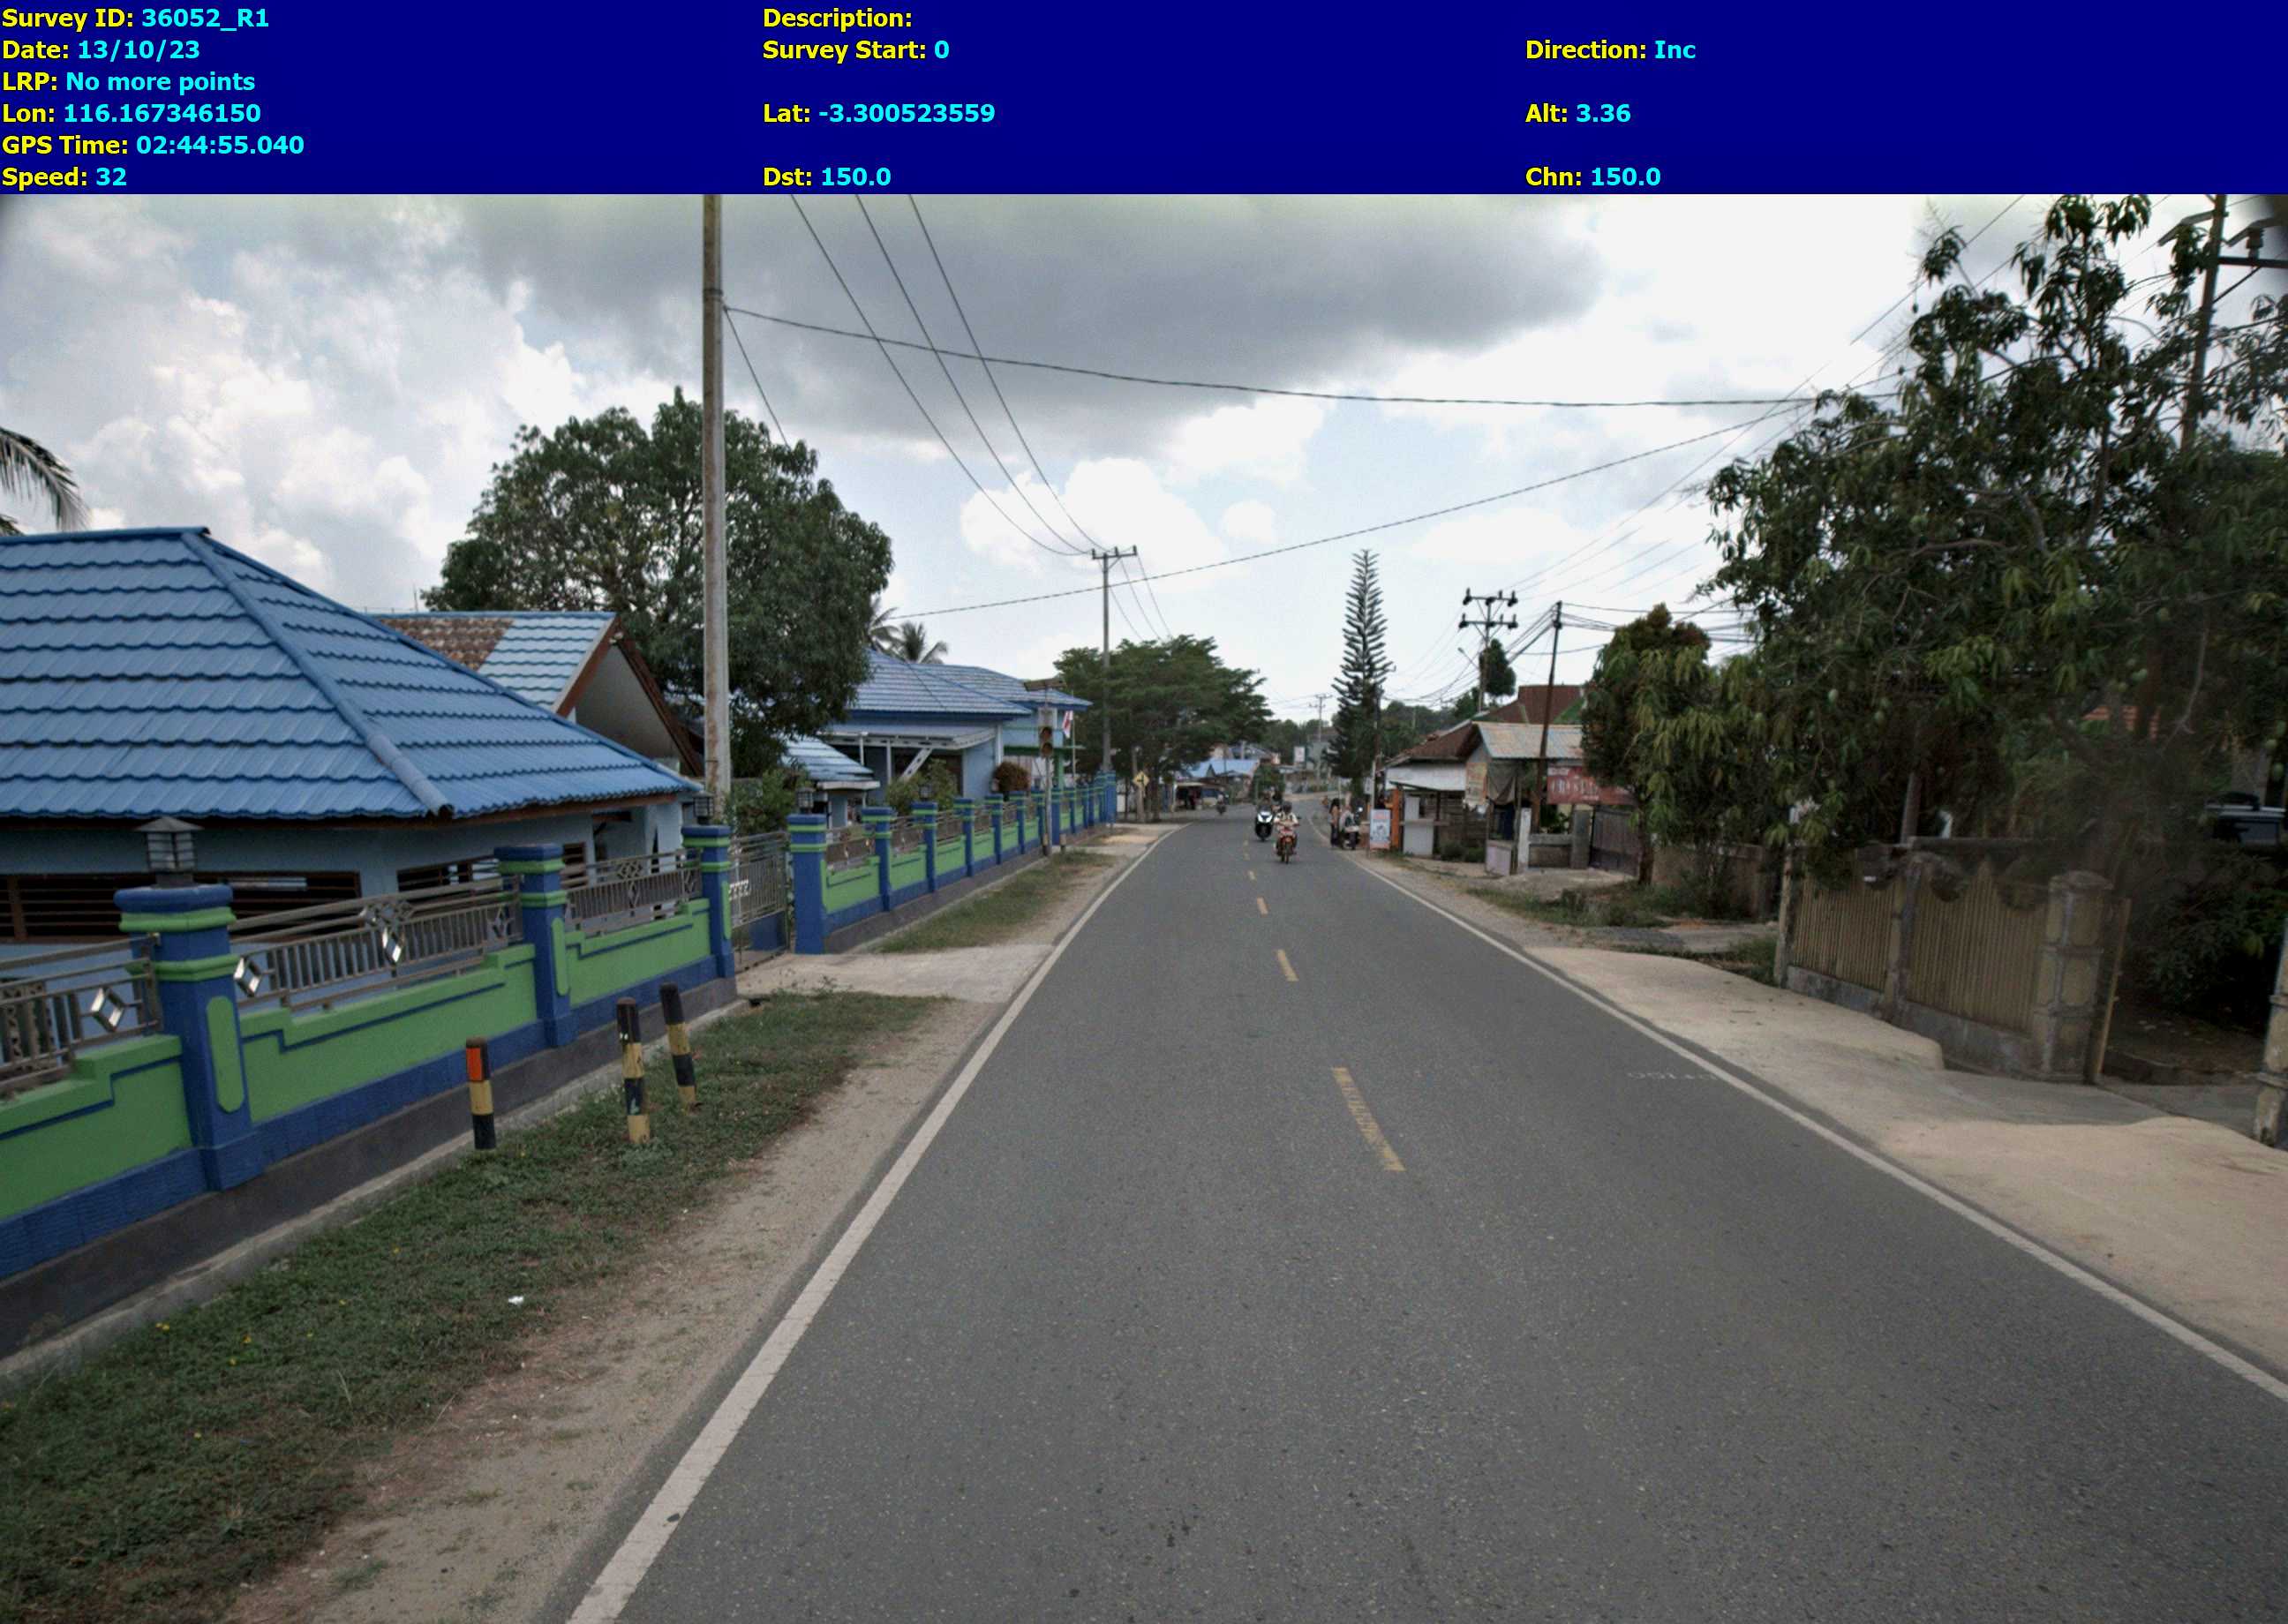 Survey ID: 36052_R1
Description:
Date: 13/10/23
Survey Start: 0
Direction: Inc
LRP: No more points
Lon: 116.167346150
Lat: -3.300523559
Alt: 3.36
GPS Time: 02:44:55.040
Speed: 32
Dst: 150.0
Chn: 150.0